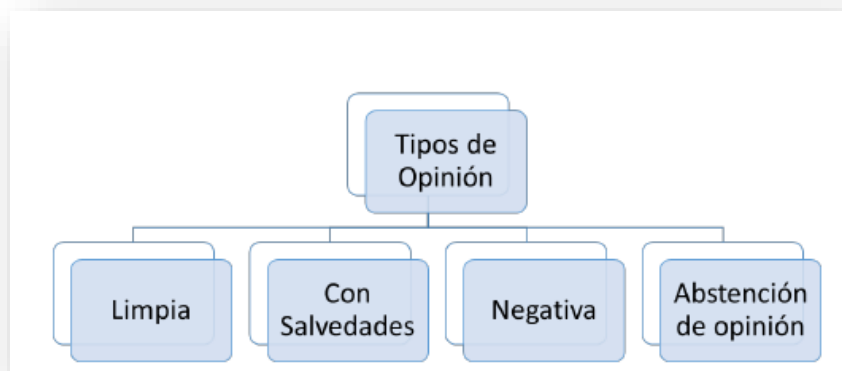 Tipos de
Opinión
Limpia
Con
Salvedades
Negativa
Abstención
de opinión